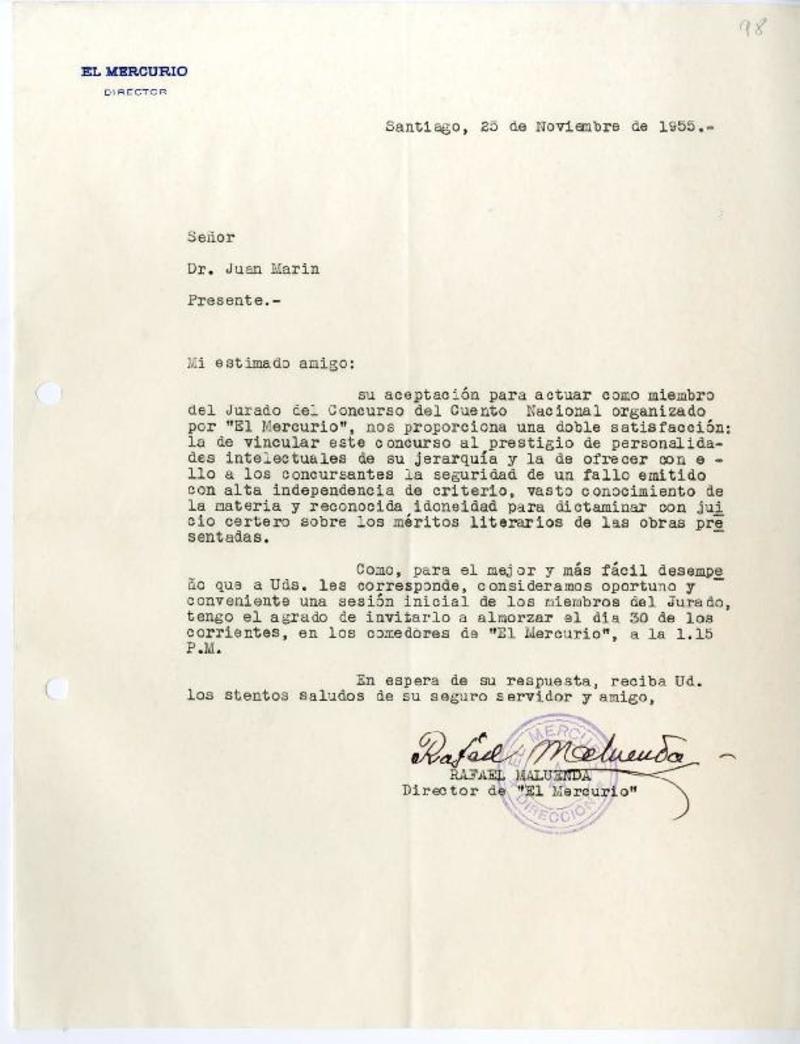 98
EL MERCURIO
DIRECTOR
Santiago, 25 de Noviembre de 1955.-
Señor
Dr. Juan Marin
Presente.-
Mi estimado amigo:
su aceptación para actuar como miembro
del Jurado del Concurso del Cuento Nacional organizado
por "El Mercurio", nos proporciona una doble satisfacción:
la de vincular este concurso al prestigio de personalida-
des intelectuales de su jerarquía y la de ofrecer con e -
llo a los concursantes la seguridad de un fallo emitido
con alta independencia de criterio, vasto conocimiento de
la materia y reconocida idoneidad para dictaminar con jui
cio certero sobre los méritos literarios de las obras pre
sentadas.
Como, para el mejor y más fácil desempe
ño que a Uds. les corresponde, consideramos oportuno y
conveniente una sesión inicial de los miembros del Jurado,
tengo el agrado de invitarlo a almorzar el dia 30 de los
corrientes, en los comedores de "El Mercurio", a la 1.15
P.M.
En espera de su respuesta, reciba Ud.
los stentos saludos de su seguro servidor y amigo,
Rafael Maluenda
EL MERCURIO
DIRECCION
RAFAEL MALUENDA
Director de "El Mercurio"